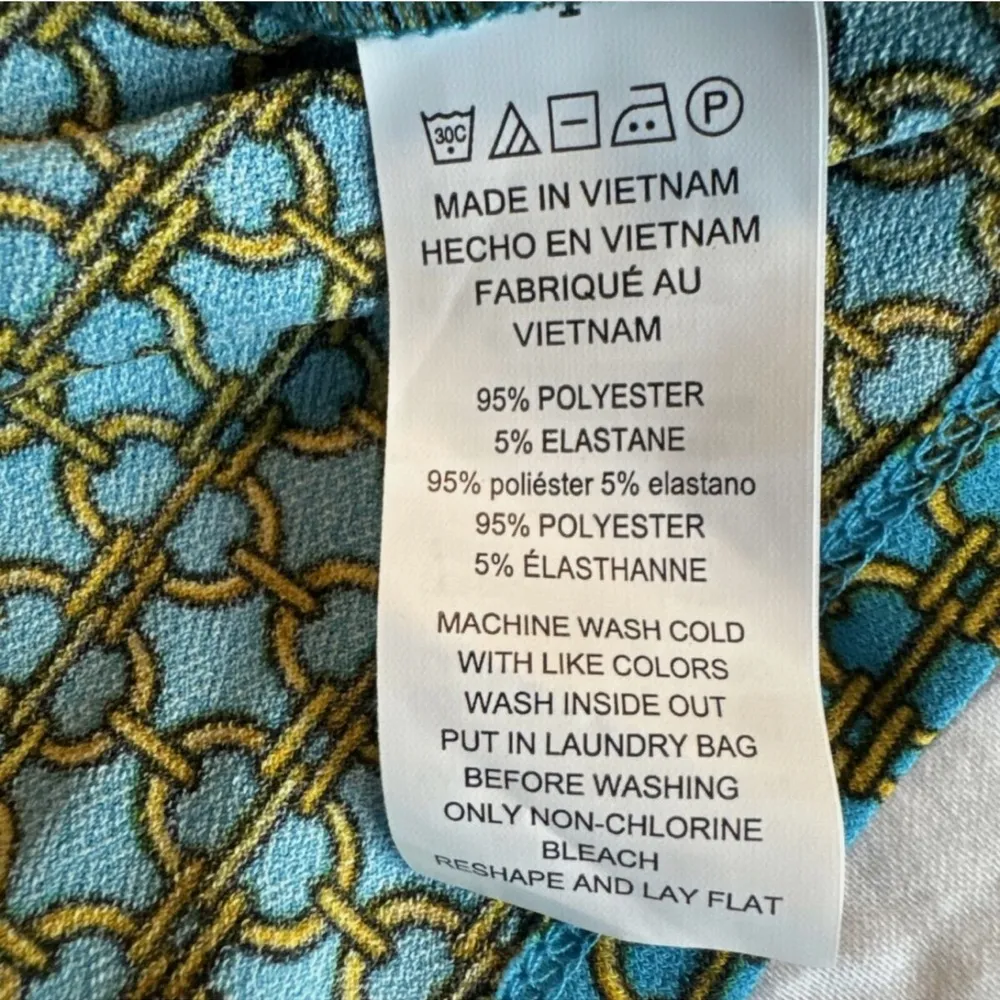 30C P
MADE IN VIETNAM
HECHO EN VIETNAM
FABRIQUÉ AU
VIETNAM
95% POLYESTER
5% ELASTANE
95% poliéster 5% elastano
95% POLYESTER
5% ÉLASTHANNE
MACHINE WASH COLD
WITH LIKE COLORS
WASH INSIDE OUT
PUT IN LAUNDRY BAG
BEFORE WASHING
ONLY NON-CHLORINE
BLEACH
RESHAPE AND LAY FLAT